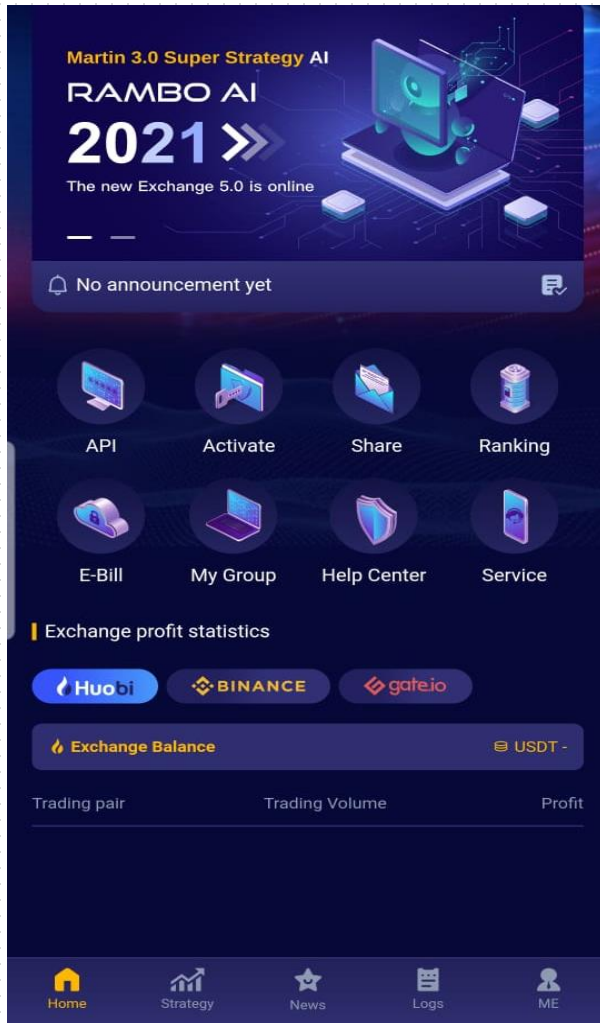 Martin 3.0 Super Strategy AI
RAMBO AI
2021
The new Exchange 5.0 is online
No announcement yet
API Activate Share Ranking
E-Bill My Group Help Center Service
Exchange profit statistics
Huobi BINANCE gate.io
Exchange Balance USDT -
Trading pair Trading Volume Profit
Home Strategy News Logs ME